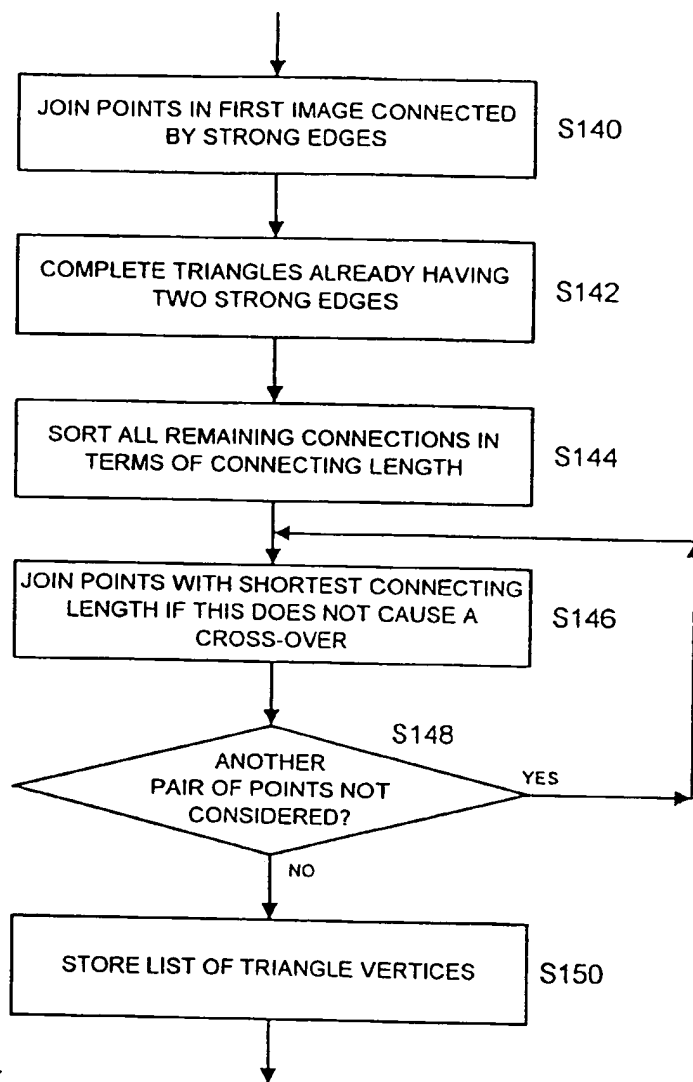 JOIN POINTS IN FIRST IMAGE CONNECTED
BY STRONG EDGES
S140
COMPLETE TRIANGLES ALREADY HAVING
TWO STRONG EDGES
S142
SORT ALL REMAINING CONNECTIONS IN
TERMS OF CONNECTING LENGTH
S144
JOIN POINTS WITH SHORTEST CONNECTING
LENGTH IF THIS DOES NOT CAUSE A
CROSS-OVER
S146
S148
ANOTHER
PAIR OF POINTS NOT
CONSIDERED?
YES
NO
STORE LIST OF TRIANGLE VERTICES
S150